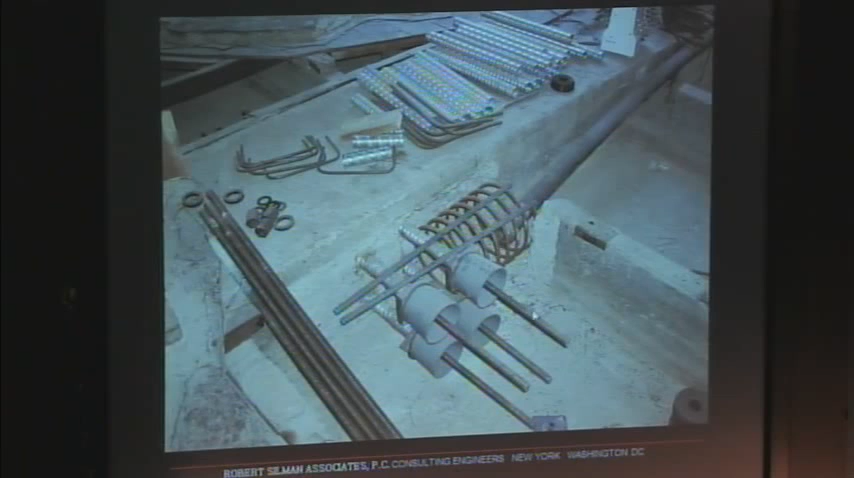 ROBERT SILMAN ASSOCIATES, P.C. CONSULTING ENGINEERS NEW YORK WASHINGTON DC